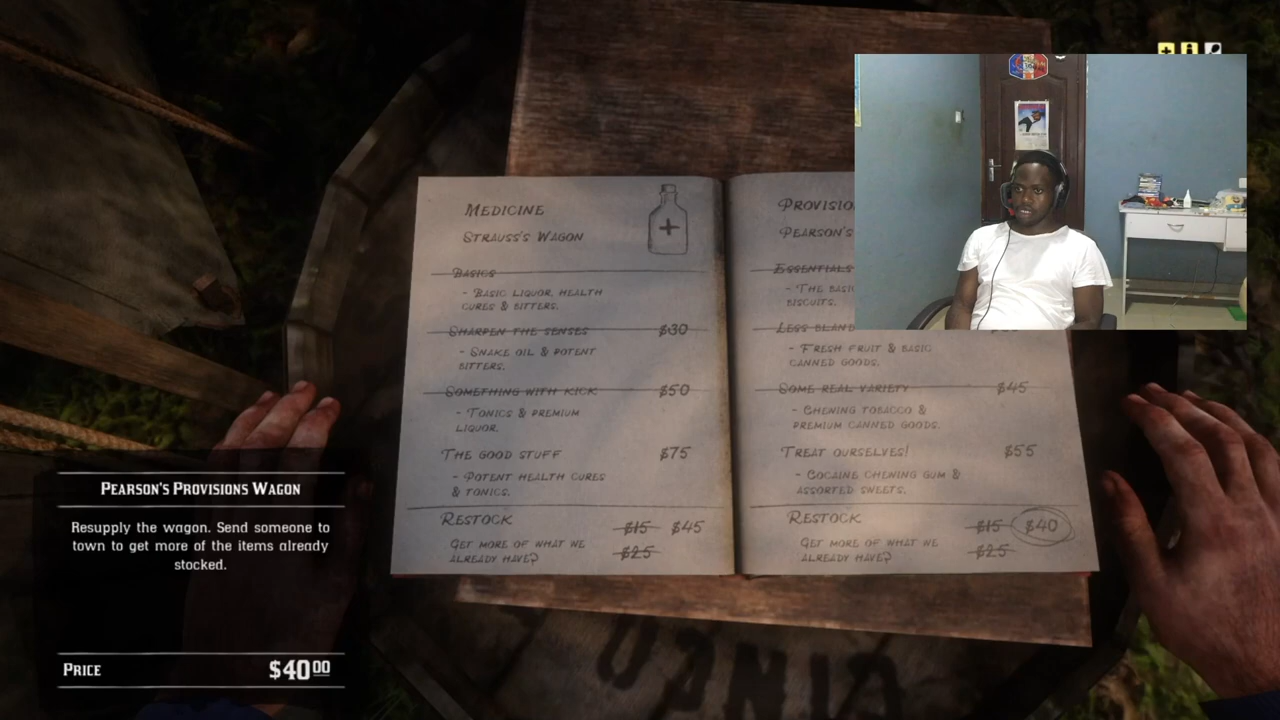 MEDICINE
STRAUSS'S WAGON
BASICS
- BASIC LIQUOR, HEALTH
CURES & BITTERS.
SHARPEN THE SENSES $30
- SNAKE OIL & POTENT
BITTERS.
SOMETHING WITH KICK $50
- TONICS & PREMIUM
LIQUOR.
THE GOOD STUFF $75
- POTENT HEALTH CURES
& TONICS.
RESTOCK $15 $45
GET MORE OF WHAT WE $25
ALREADY HAVE?
PROVISIO
PEARSON'S
ESSENTIALS
- THE BASI
BISCUITS.
LESS BLAND
- FRESH FRUIT & BASIC
CANNED GOODS.
SOME REAL VARIETY $45
- CHEWING TOBACCO &
PREMIUM CANNED GOODS.
TREAT OURSELVES! $55
- COCAINE CHEWING GUM &
ASSORTED SWEETS.
RESTOCK $15 $40
GET MORE OF WHAT WE $25
ALREADY HAVE?
PEARSON'S PROVISIONS WAGON
Resupply the wagon. Send someone to
town to get more of the items already
stocked.
PRICE $4000